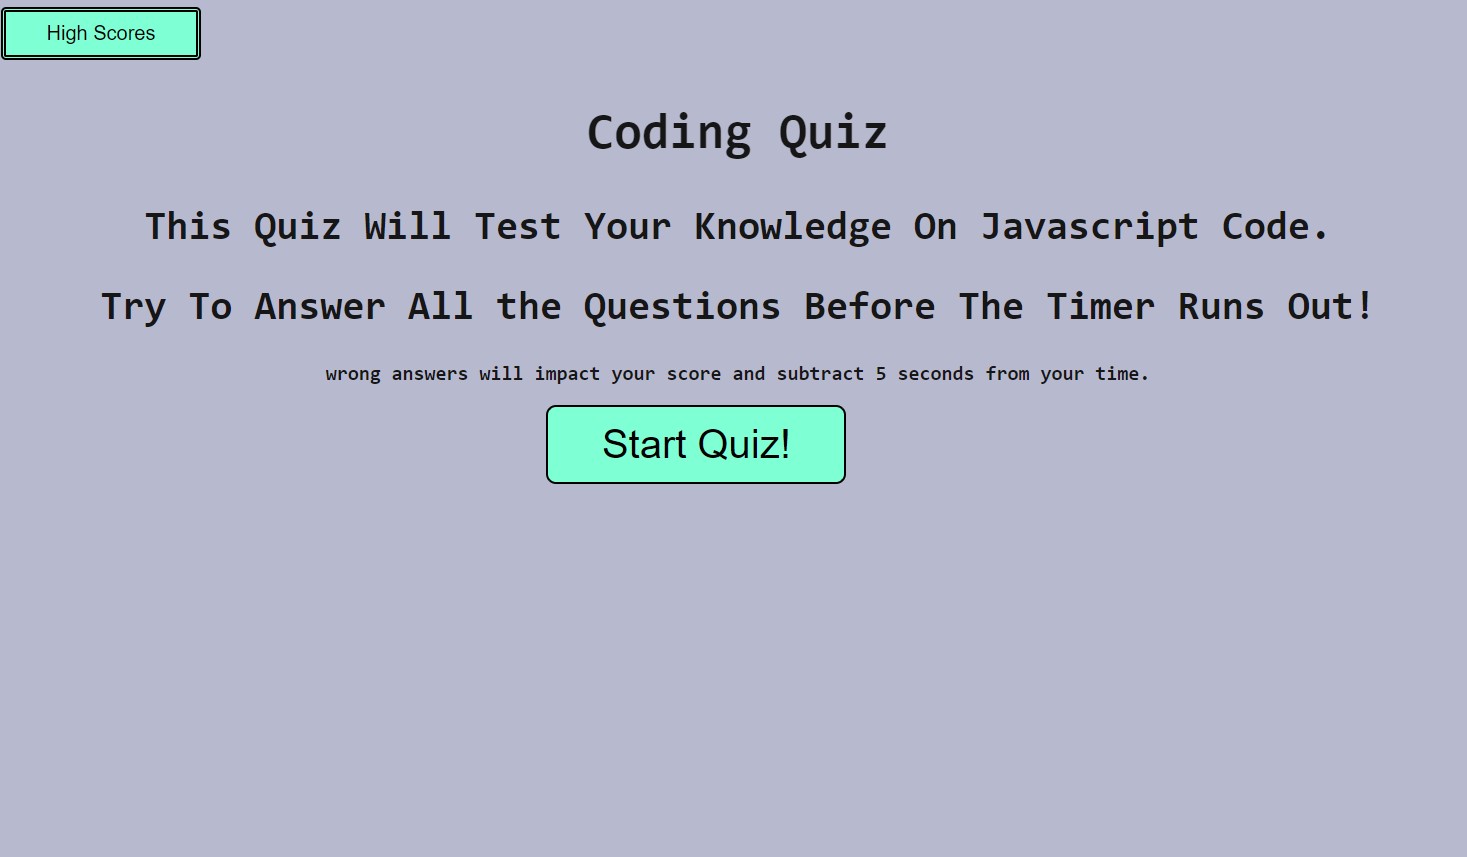 High Scores
Coding Quiz
This Quiz Will Test Your Knowledge On Javascript Code.
Try To Answer All the Questions Before The Timer Runs Out!
wrong answers will impact your score and subtract 5 seconds from your time.
Start Quiz!